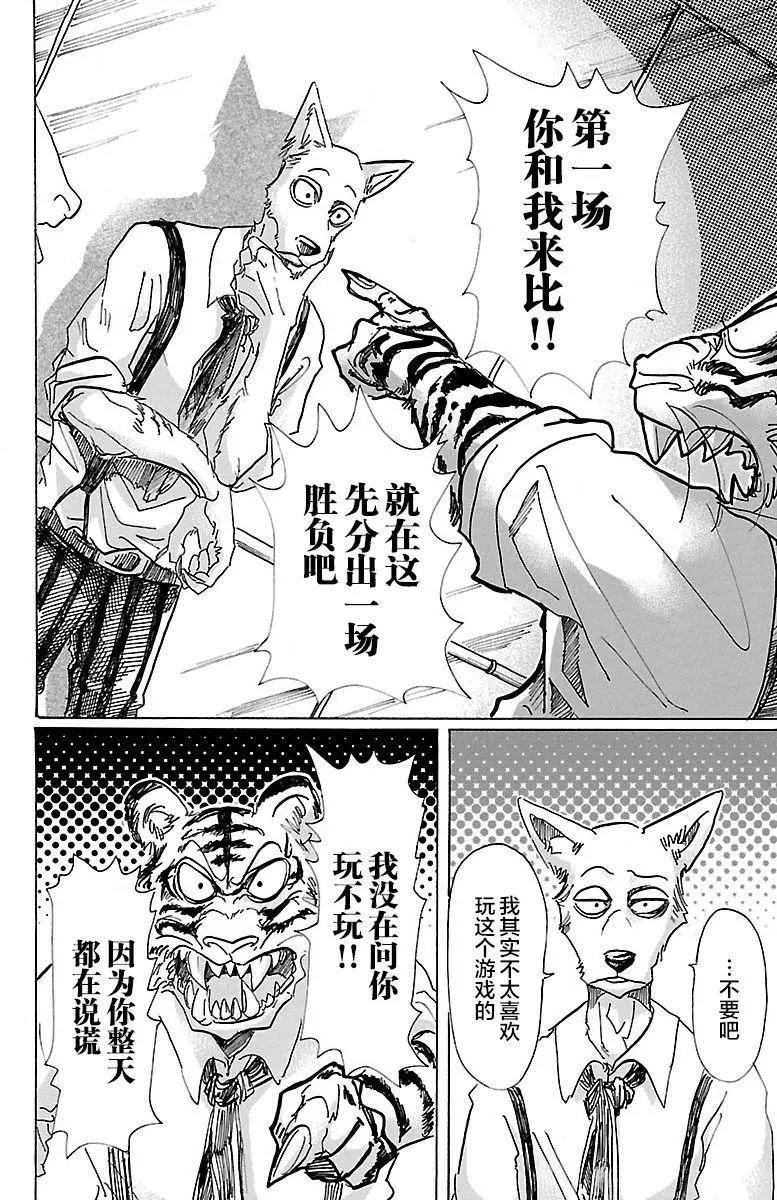 第一场
你和我来比!!
就在这
先分出一场
胜负吧
…不要吧
我其实不太喜欢
玩这个游戏的
我没在问你
玩不玩!!
因为你整天
都在说谎